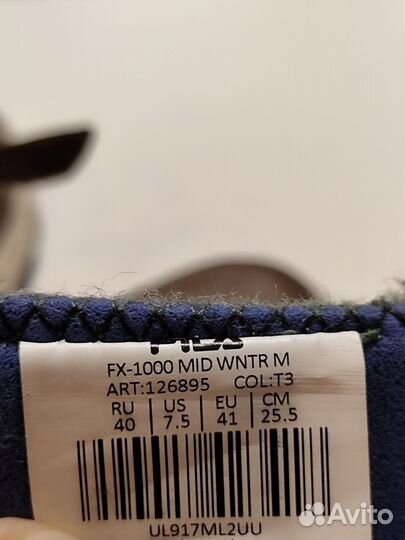 FX-1000 MID WNTR M
ART:126895 COL:T3
RU US EU CM
40 7.5 41 25.5
UL917ML2UU
Avito